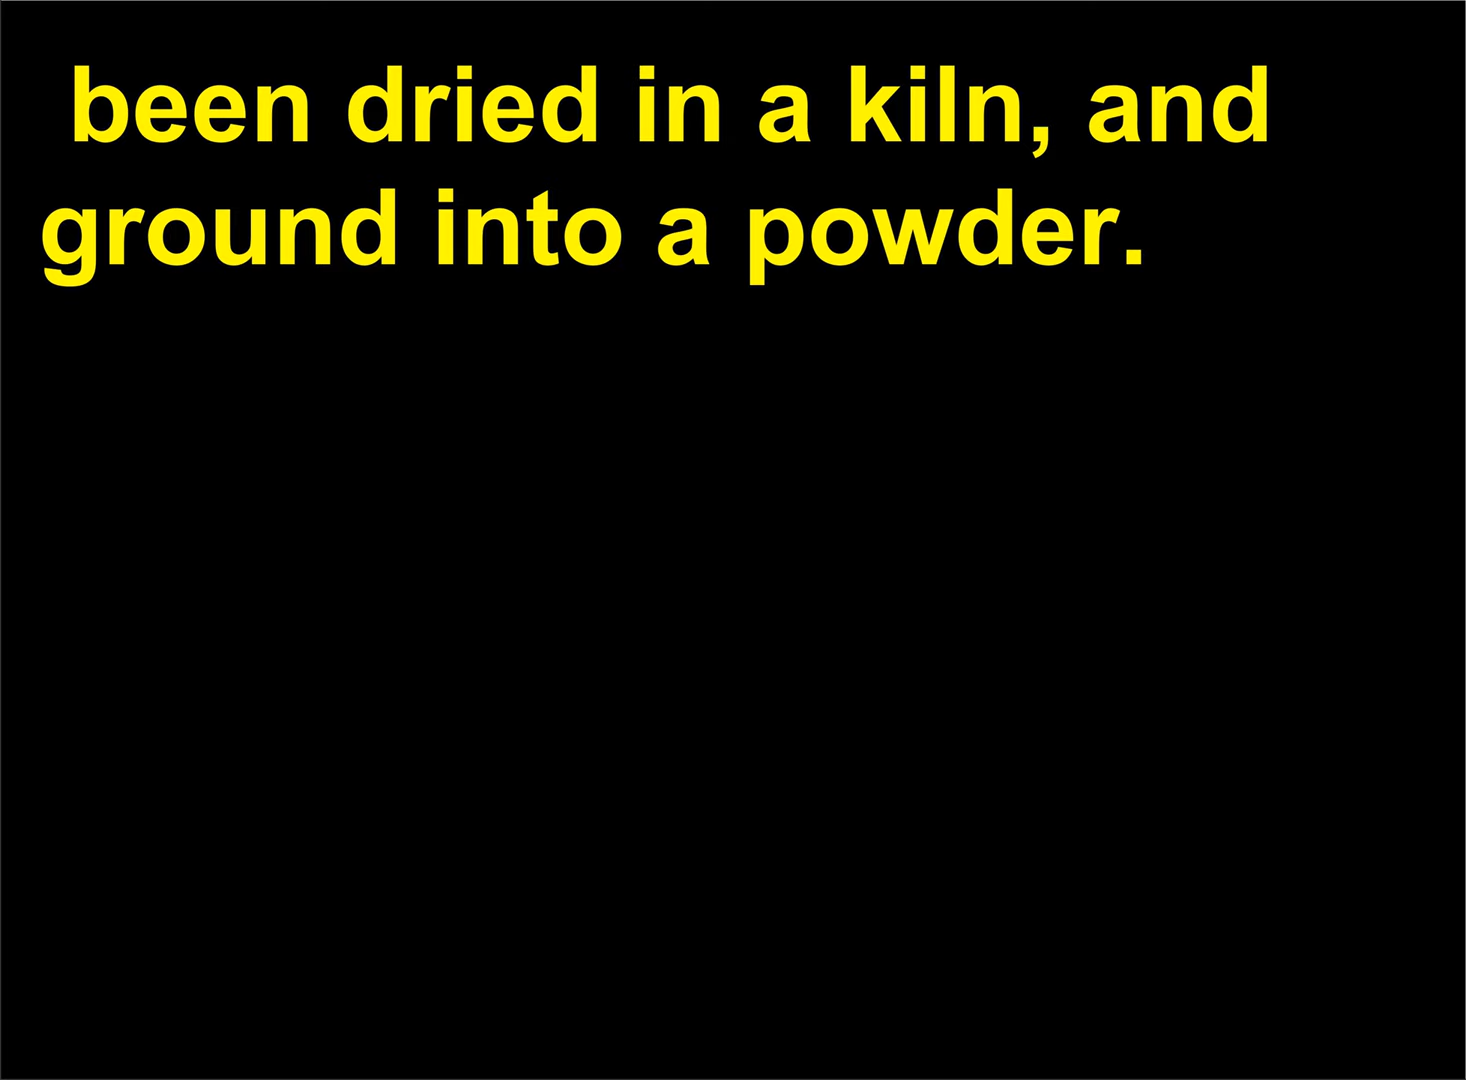 been dried in a kiln, and
ground into a powder.